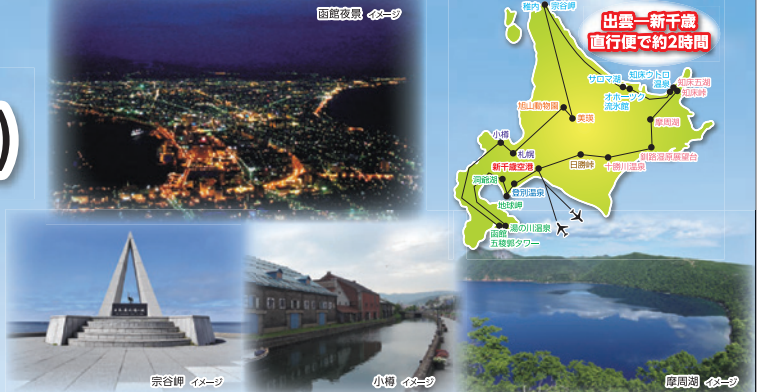 函館夜景 イメージ
稚内
宗谷岬
出雲ー新千歳
直行便で約2時間
サロマ湖
知床ウトロ
温泉
知床五湖
知床峠
オホーツク
流氷館
旭山動物園
美瑛
摩周湖
小樽
札幌
新千歳空港
日勝峠
十勝川温泉
釧路湿原展望台
洞爺湖
登別温泉
地球岬
湯の川温泉
函館
五稜郭タワー
宗谷岬 イメージ
小樽 イメージ
摩周湖 イメージ